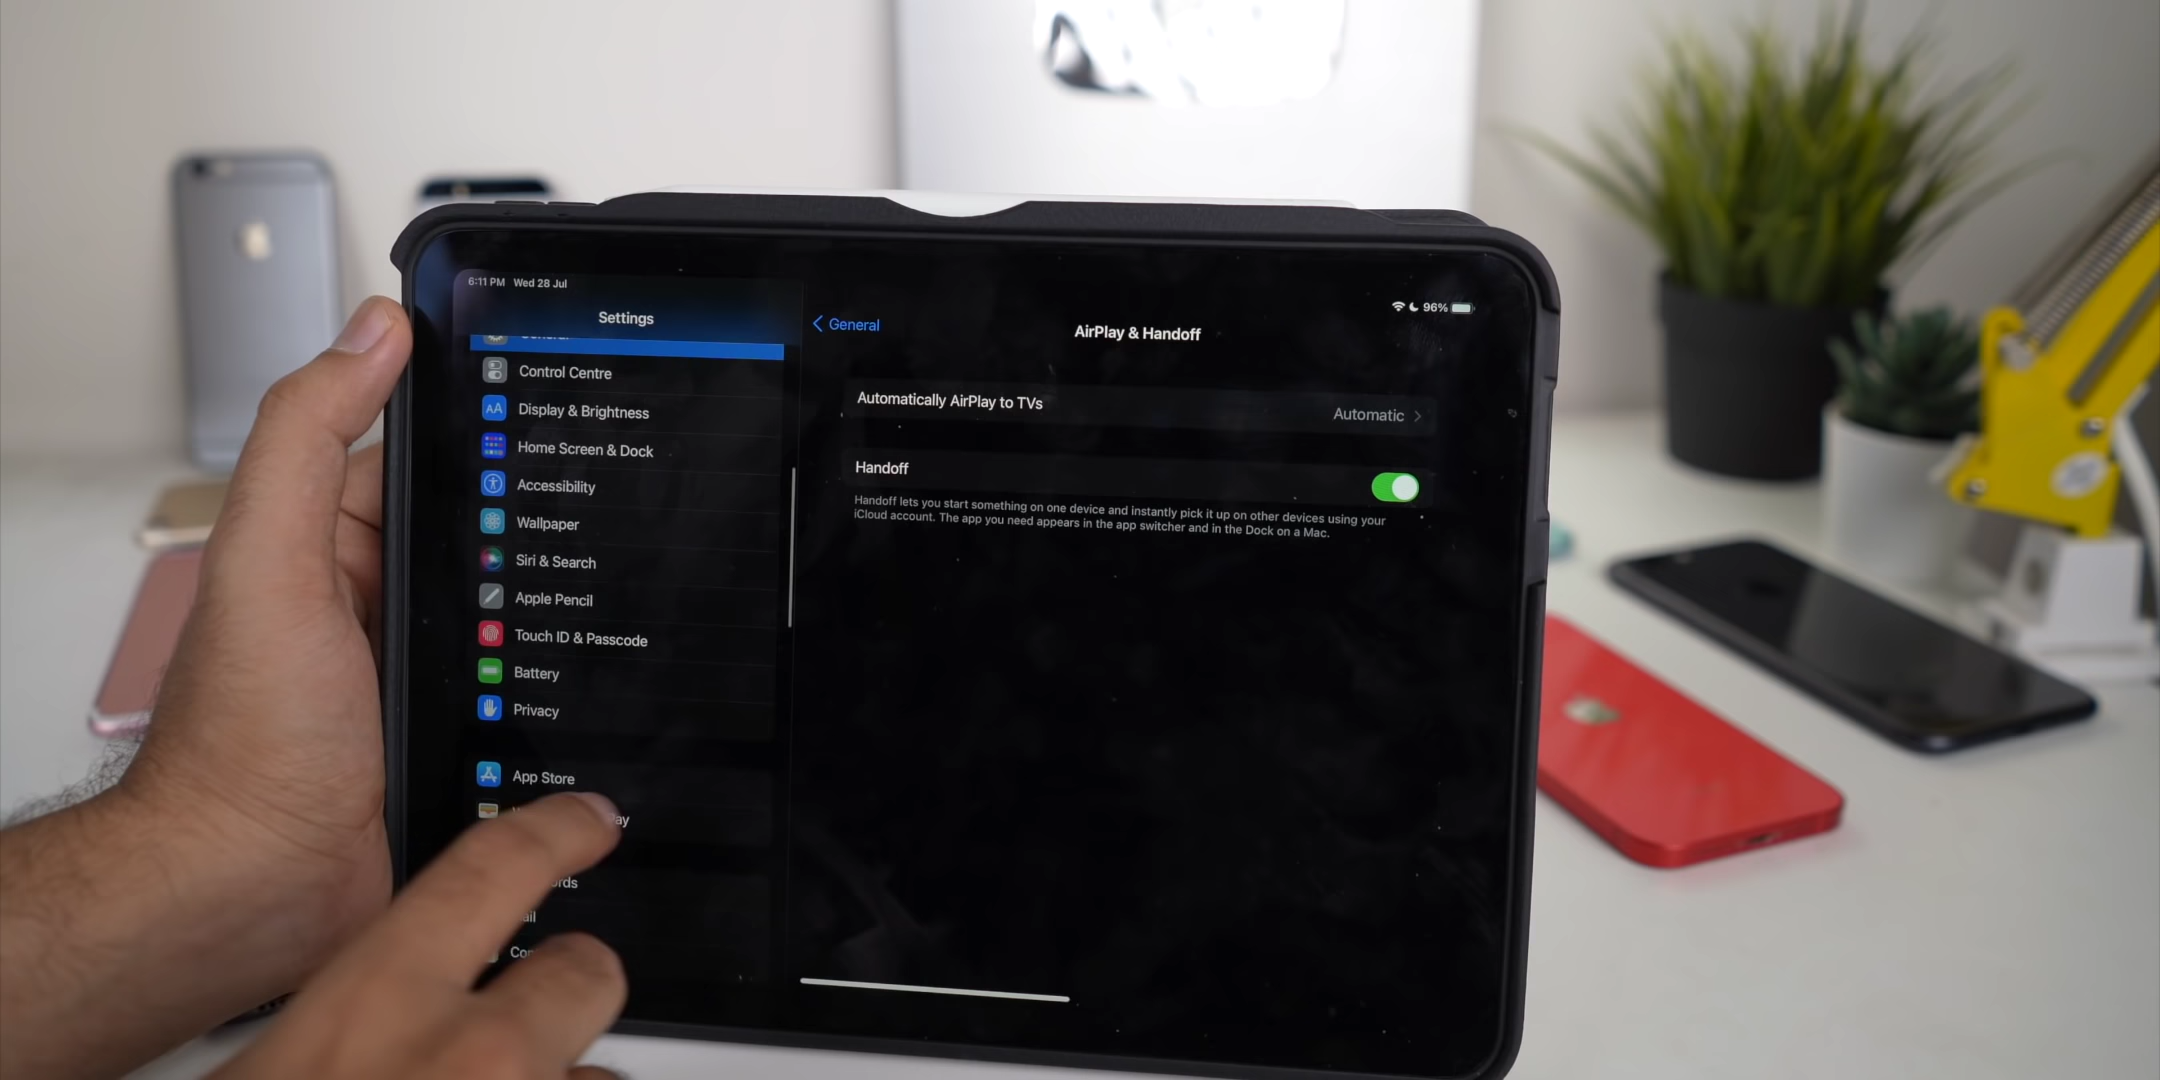 6:11 PM Wed 28 Jul
96%
Settings
Control Centre
AA Display & Brightness
Home Screen & Dock
Accessibility
Wallpaper
Siri & Search
Apple Pencil
Touch ID & Passcode
Battery
Privacy
App Store
General
AirPlay & Handoff
Automatically AirPlay to TVs
Automatic
Handoff
Handoff lets you start something on one device and instantly pick it up on other devices using your
iCloud account. The app you need appears in the app switcher and in the Dock on a Mac.